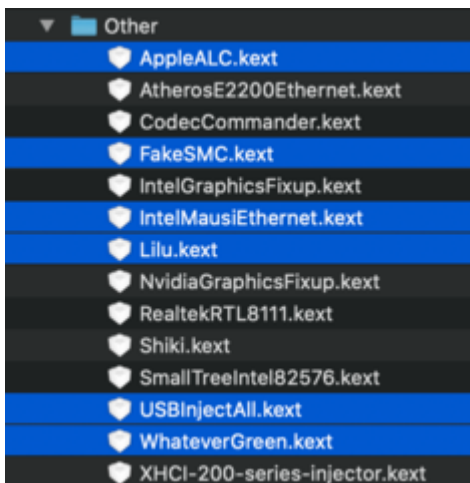 Other
AppleALC.kext
AtherosE2200Ethernet.kext
CodecCommander.kext
FakeSMC.kext
IntelGraphicsFixup.kext
IntelMausiEthernet.kext
Lilu.kext
NvidiaGraphicsFixup.kext
RealtekRTL8111.kext
Shiki.kext
SmallTreeIntel82576.kext
USBInjectAll.kext
WhateverGreen.kext
XHCI-200-series-injector.kext